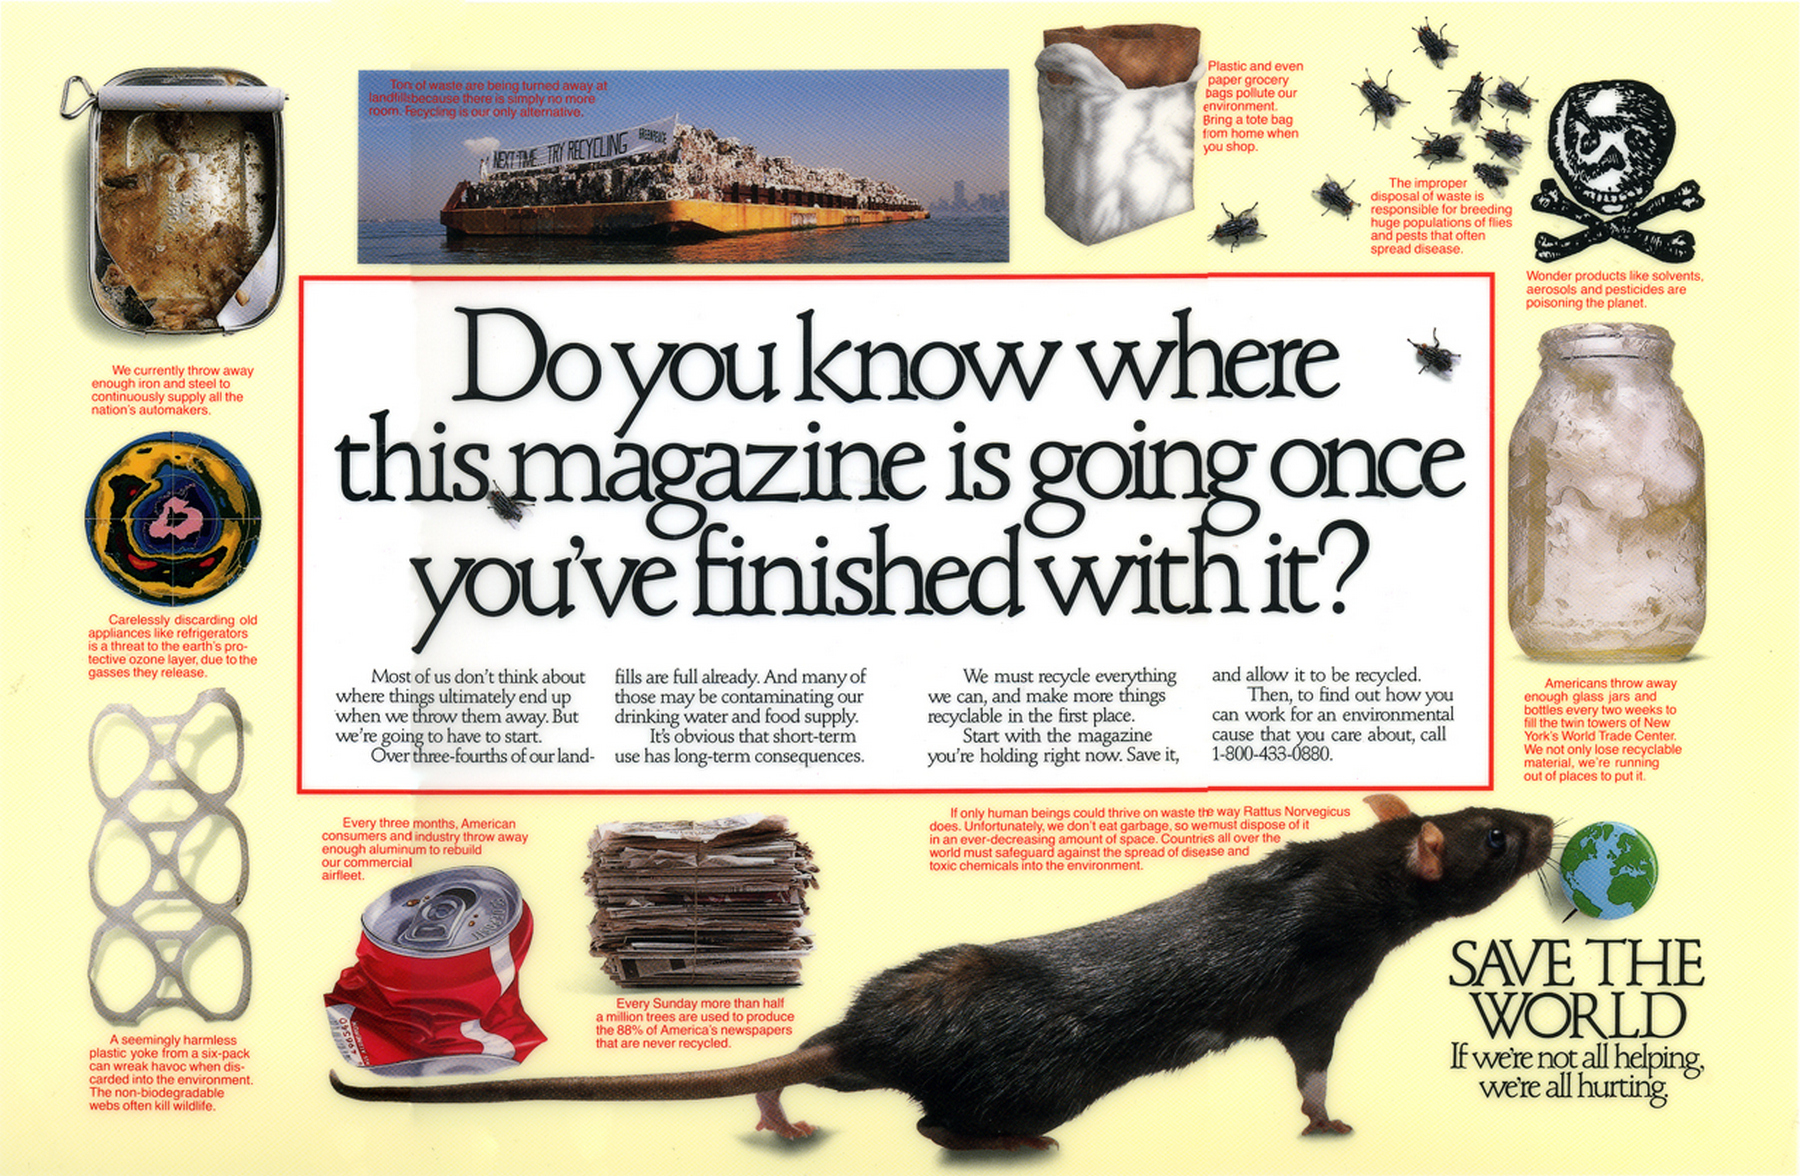 Tons of waste are being turned away at
landfills because there is simply no more
room. Recycling is our only alternative.
NEXT TIME...TRY RECYCLING
GREENPEACE
Plastic and even
paper grocery
bags pollute our
environment.
Bring a tote bag
from home when
you shop.
The improper
disposal of waste is
responsible for breeding
huge populations of flies
and pests that often
spread disease.
Wonder products like solvents,
aerosols and pesticides are
poisoning the planet.
We currently throw away
enough iron and steel to
continuously supply all the
nation's automakers.
Do you know where
this magazine is going once
you've finished with it?
Most of us don't think about
where things ultimately end up
when we throw them away. But
we're going to have to start.
Over three-fourths of our land-
fills are full already. And many of
those may be contaminating our
drinking water and food supply.
It's obvious that short-term
use has long-term consequences.
We must recycle everything
we can, and make more things
recyclable in the first place.
Start with the magazine
you're holding right now. Save it,
and allow it to be recycled.
Then, to find out how you
can work for an environmental
cause that you care about, call
1-800-433-0880.
Carelessly discarding old
appliances like refrigerators
is a threat to the earth's pro-
tective ozone layer, due to the
gasses they release.
Americans throw away
enough glass jars and
bottles every two weeks to
fill the twin towers of New
York's World Trade Center.
We not only lose recyclable
material, we're running
out of places to put it.
A seemingly harmless
plastic yoke from a six-pack
can wreak havoc when dis-
carded into the environment.
The non-biodegradable
webs often kill wildlife.
Every three months, American
consumers and industry throw away
enough aluminum to rebuild
our commercial
airfleet.
496540
Every Sunday more than half
a million trees are used to produce
the 88% of America's newspapers
that are never recycled.
If only human beings could thrive on waste the way Rattus Norvegicus
does. Unfortunately, we don't eat garbage, so we must dispose of it
in an ever-decreasing amount of space. Countries all over the
world must safeguard against the spread of disease and
toxic chemicals into the environment.
SAVE THE
WORLD
If we're not all helping,
we're all hurting.